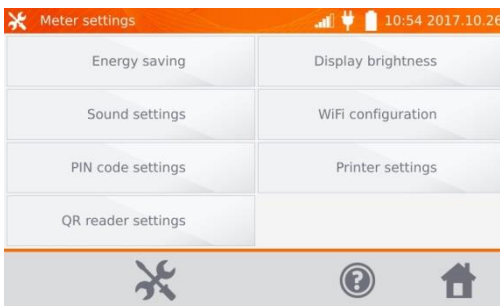 Meter settings 10:54 2017.10.26
Energy saving Display brightness
Sound settings WiFi configuration
PIN code settings Printer settings
QR reader settings
?